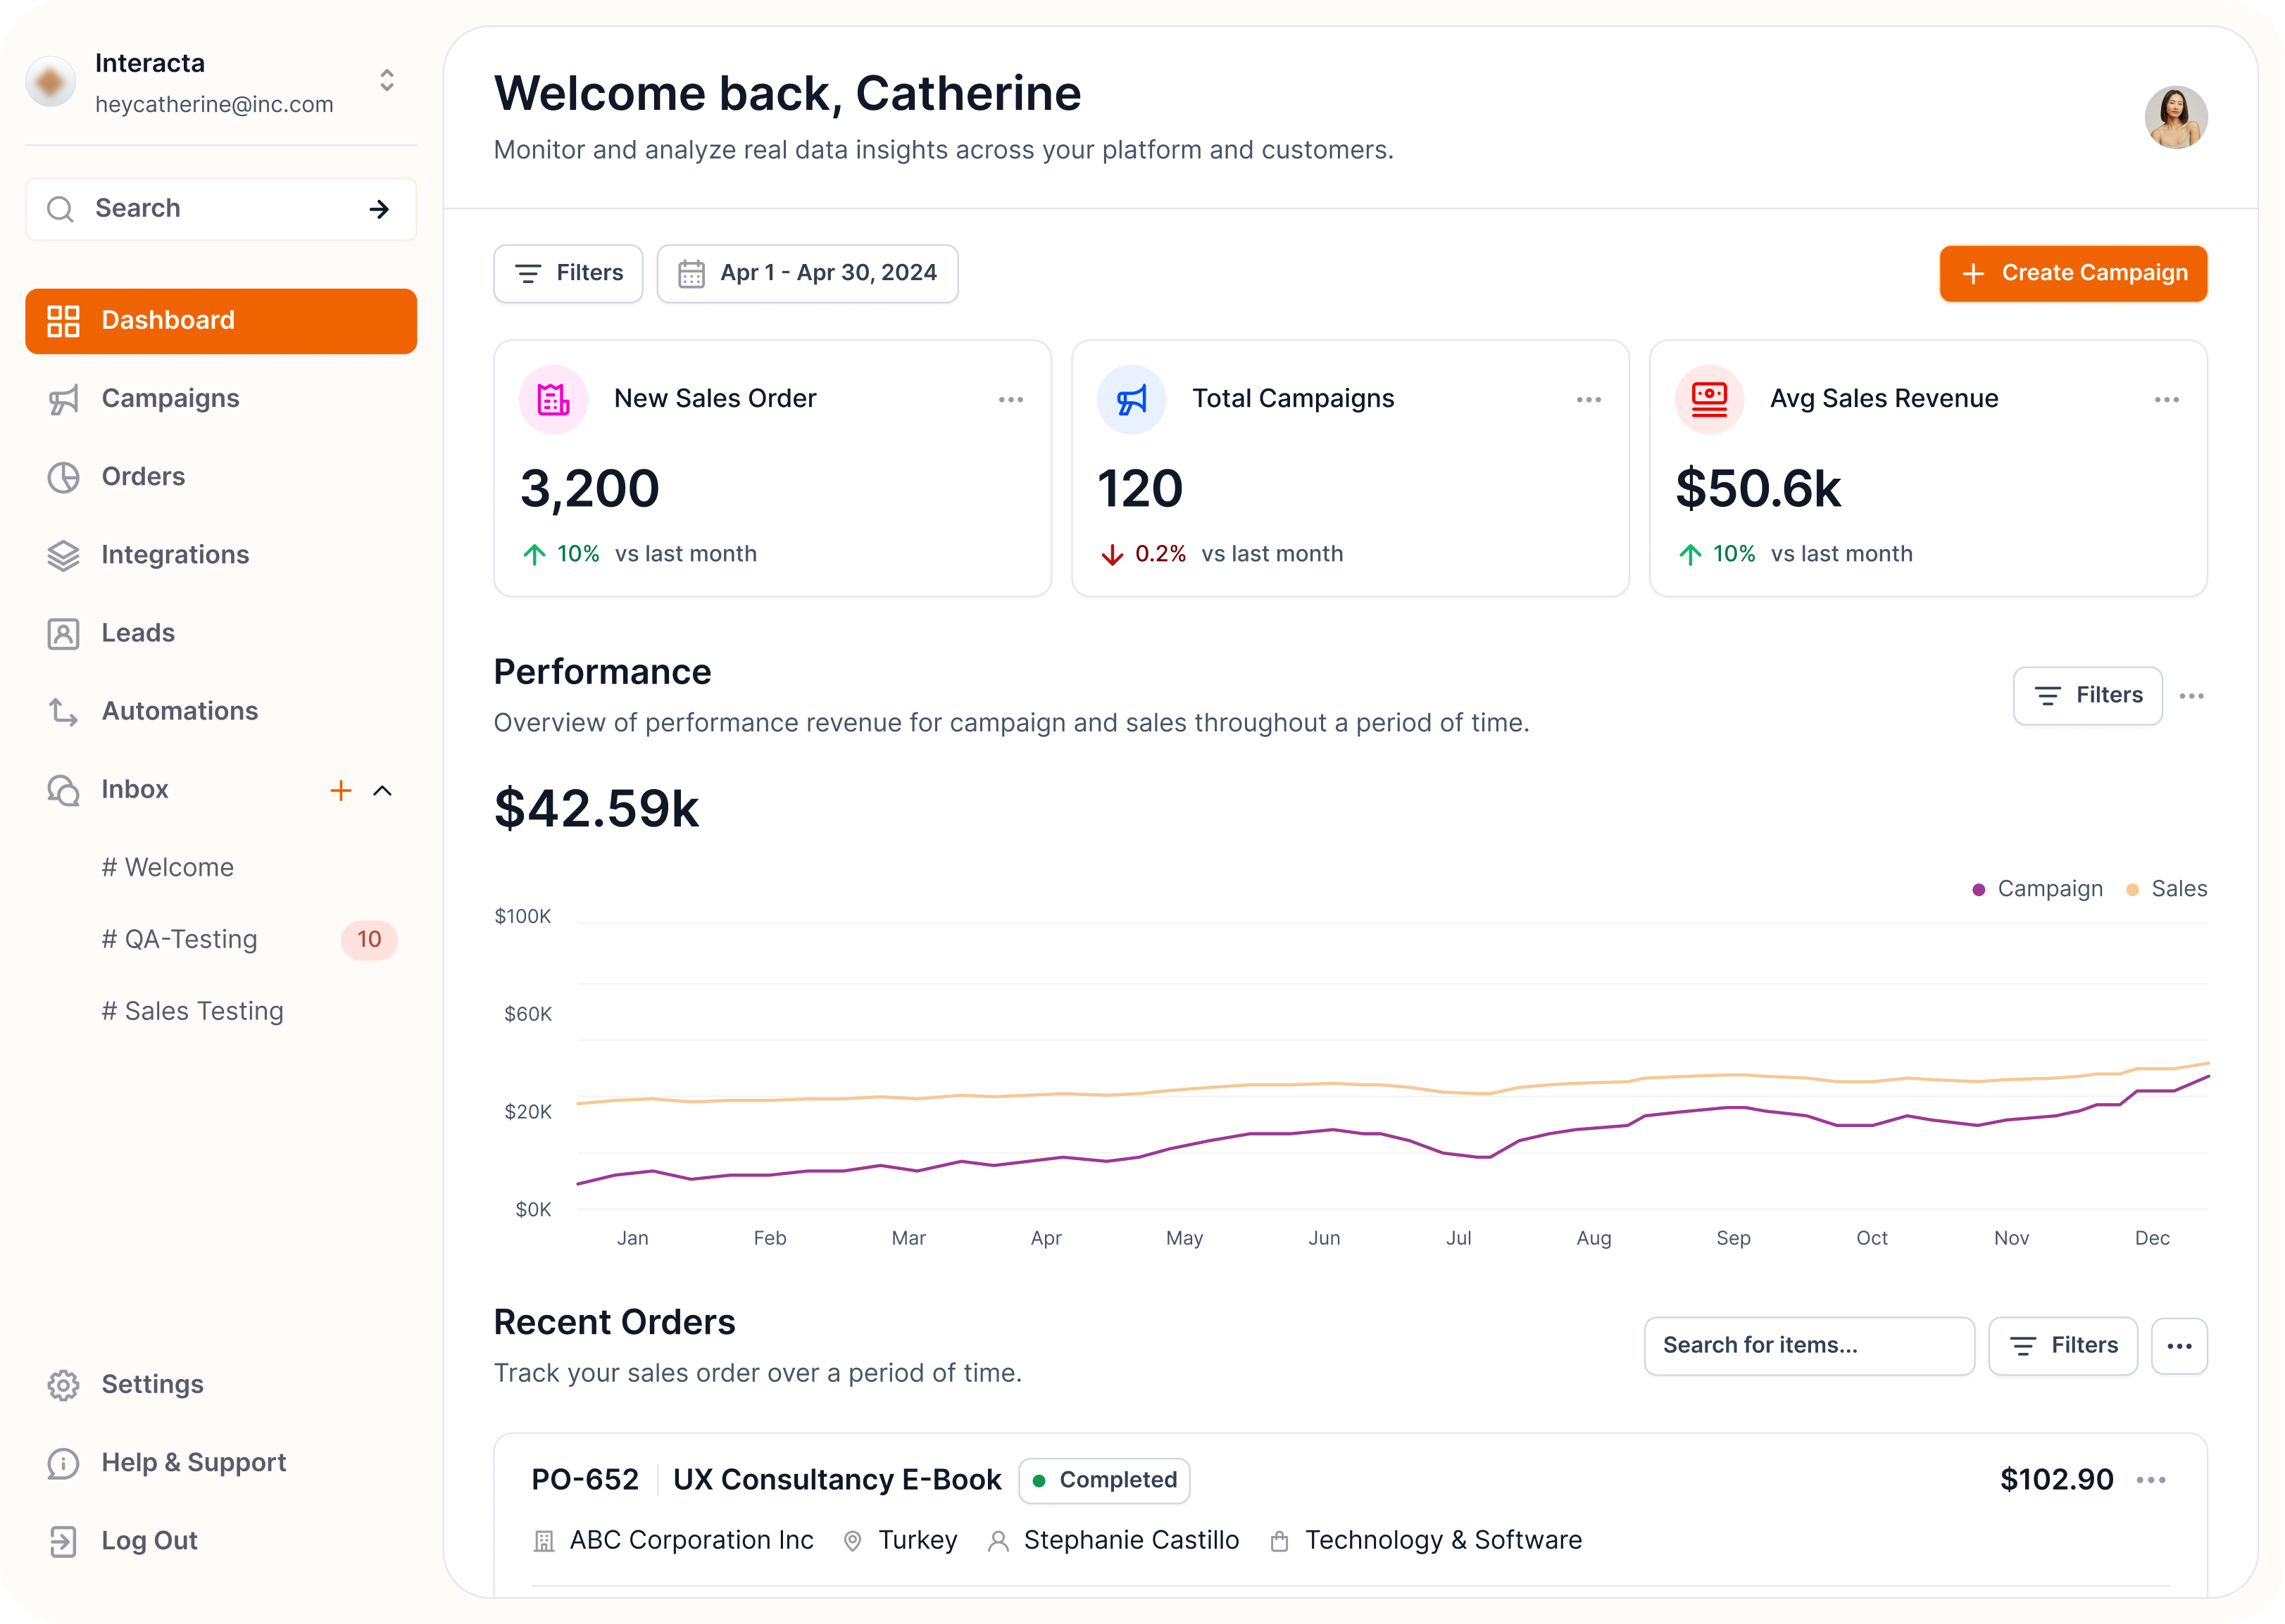 Interacta
heycatherine@inc.com
Search
Dashboard
Campaigns
Orders
Integrations
Leads
Automations
Inbox
# Welcome
# QA-Testing 10
# Sales Testing
Settings
Help & Support
Log Out
Welcome back, Catherine
Monitor and analyze real data insights across your platform and customers.
Filters
Apr 1 - Apr 30, 2024
Create Campaign
New Sales Order
3,200
10% vs last month
Total Campaigns
120
0.2% vs last month
Avg Sales Revenue
$50.6k
10% vs last month
Performance
Overview of performance revenue for campaign and sales throughout a period of time.
Filters
$42.59k
Campaign Sales
$100K
$60K
$20K
$0K
Jan Feb Mar Apr May Jun Jul Aug Sep Oct Nov Dec
Recent Orders
Track your sales order over a period of time.
Search for items...
Filters
PO-652 UX Consultancy E-Book Completed $102.90
ABC Corporation Inc Turkey Stephanie Castillo Technology & Software